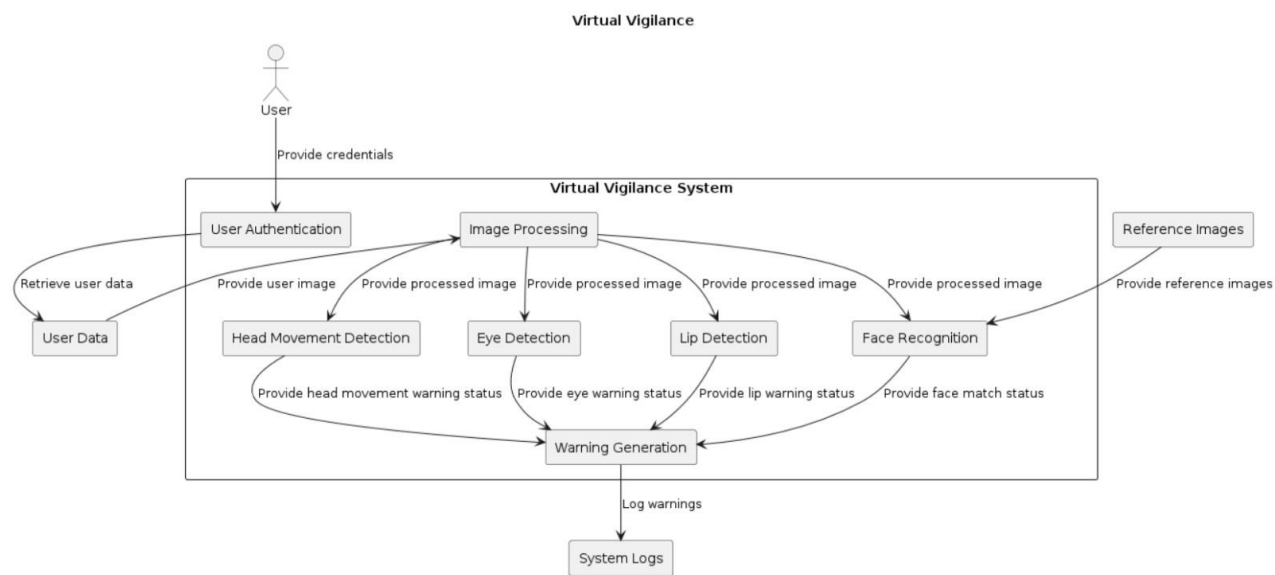 Virtual Vigilance
User
Provide credentials
Virtual Vigilance System
User Authentication
Image Processing
Reference Images
Retrieve user data
Provide user image
Provide processed image
Provide processed image
Provide processed image
Provide processed image
Provide reference images
User Data
Head Movement Detection
Eye Detection
Lip Detection
Face Recognition
Provide head movement warning status
Provide eye warning status
Provide lip warning status
Provide face match status
Warning Generation
Log warnings
System Logs